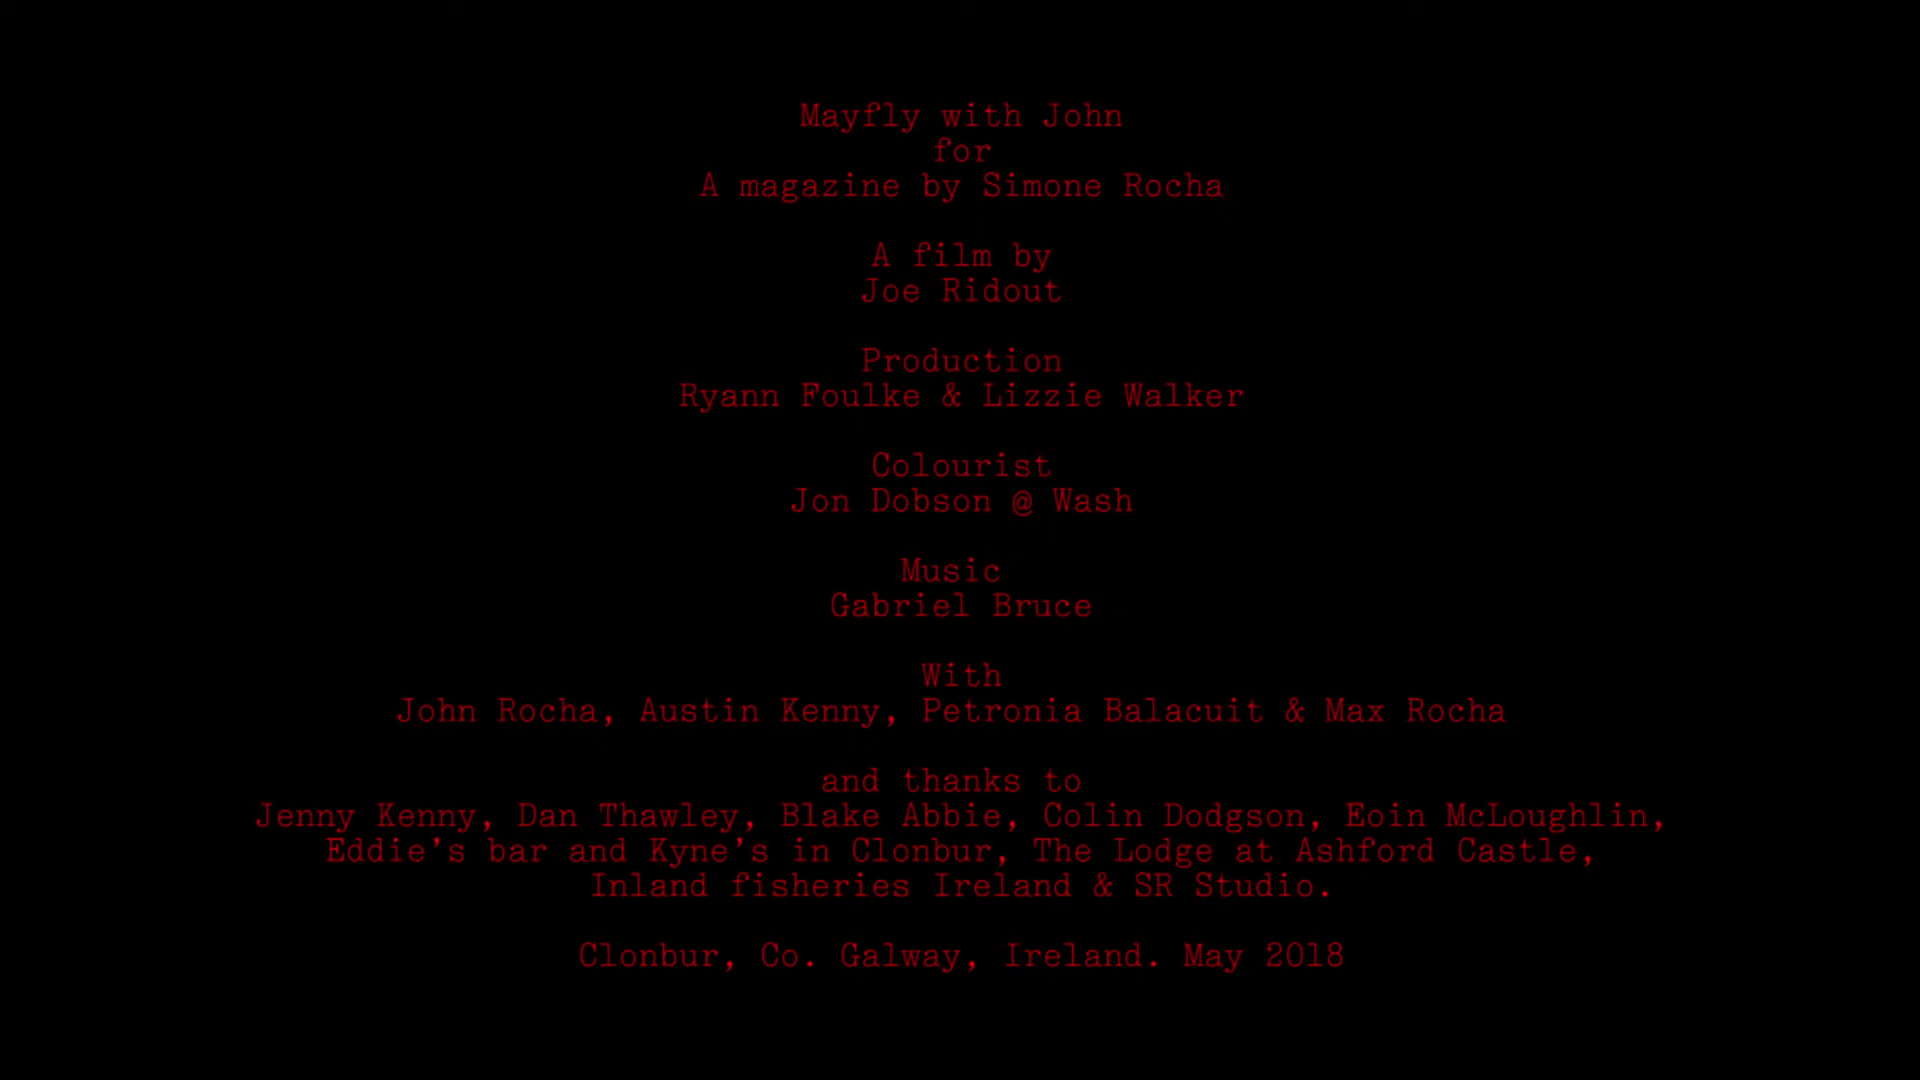 Mayfly with John
for
A magazine by Simone Rocha
A film by
Joe Ridout
Production
Ryann Foulke & Lizzie Walker
Colourist
Jon Dobson @ Wash
Music
Gabriel Bruce
With
John Rocha, Austin Kenny, Petronia Balacuit & Max Rocha
and thanks to
Jenny Kenny, Dan Thawley, Blake Abbie, Colin Dodgson, Eoin McLoughlin,
Eddie’s bar and Kyne’s in Clonbur, The Lodge at Ashford Castle,
Inland fisheries Ireland & SR Studio.
Clonbur, Co. Galway, Ireland. May 2018